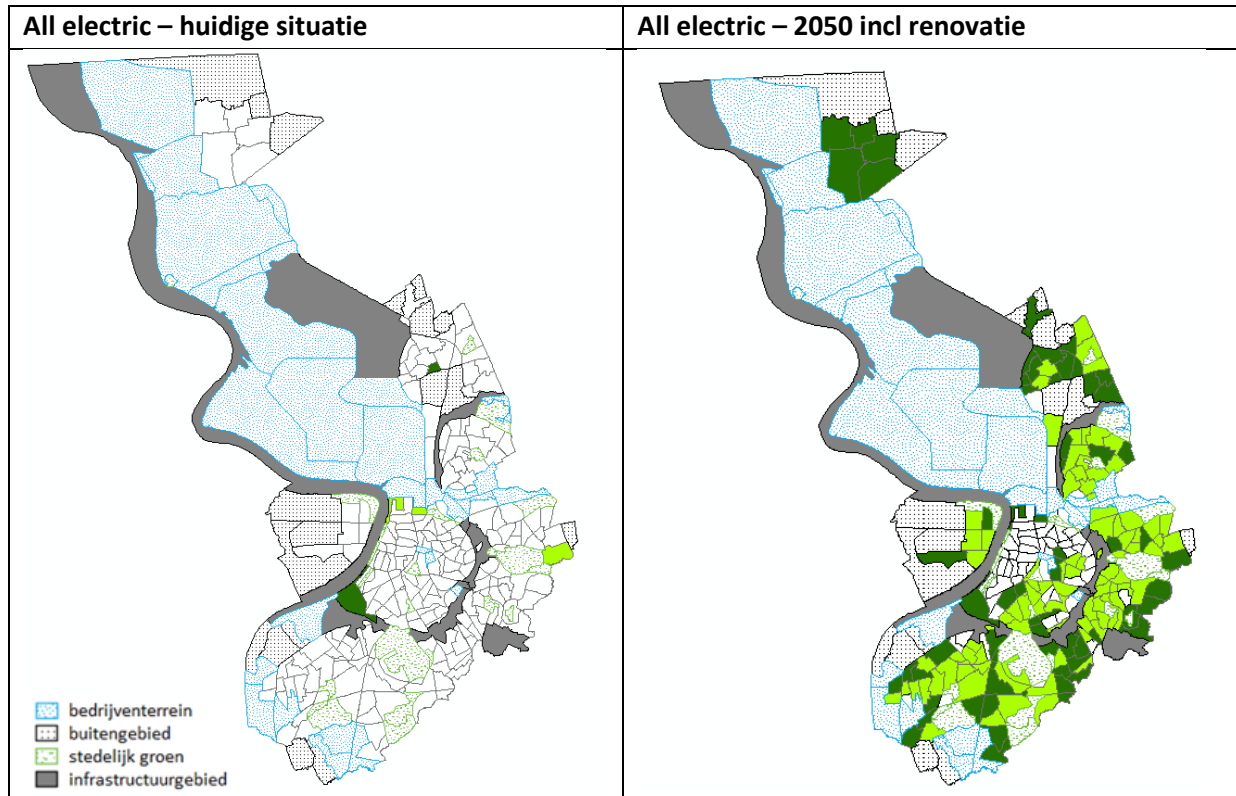 All electric – huidige situatie
All electric – 2050 incl renovatie
bedrijventerrein
buitengebied
stedelijk groen
infrastructuurgebied